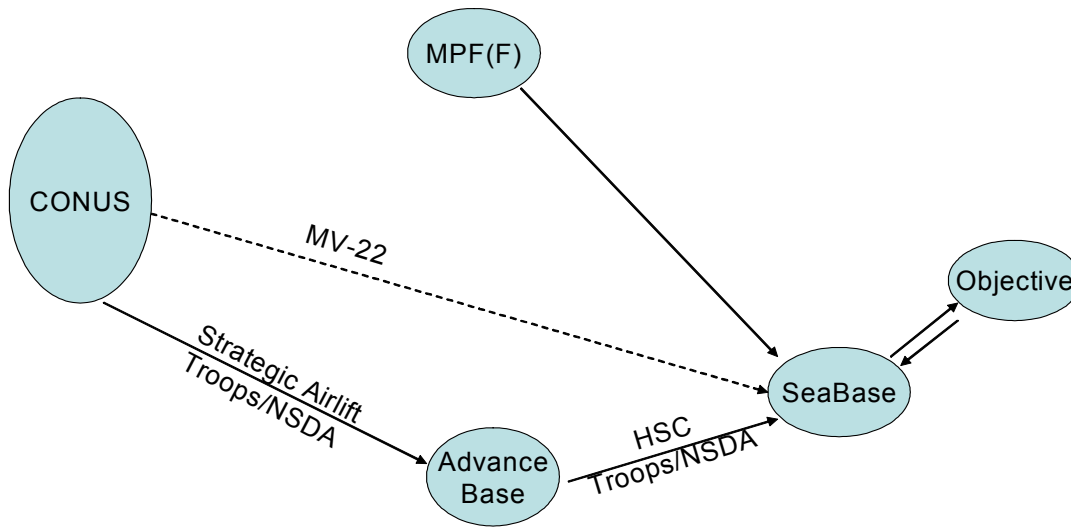 MPF(F)
CONUS
MV-22
Objective
Strategic Airlift
Troops/NSDA
SeaBase
HSC
Troops/NSDA
Advance
Base